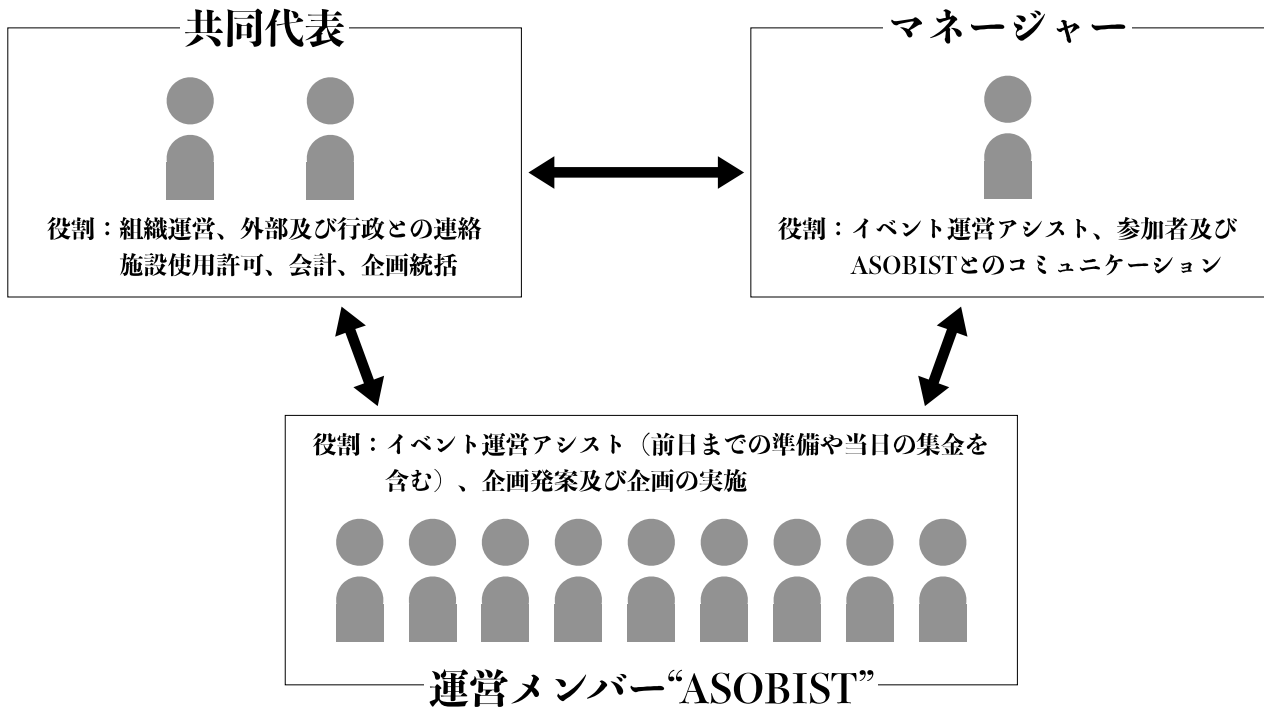 共同代表
役割：組織運営、外部及び行政との連絡
施設使用許可、会計、企画統括
マネージャー
役割：イベント運営アシスト、参加者及び
ASOBISTとのコミュニケーション
役割：イベント運営アシスト（前日までの準備や当日の集金を
含む）、企画発案及び企画の実施
運営メンバー“ASOBIST”